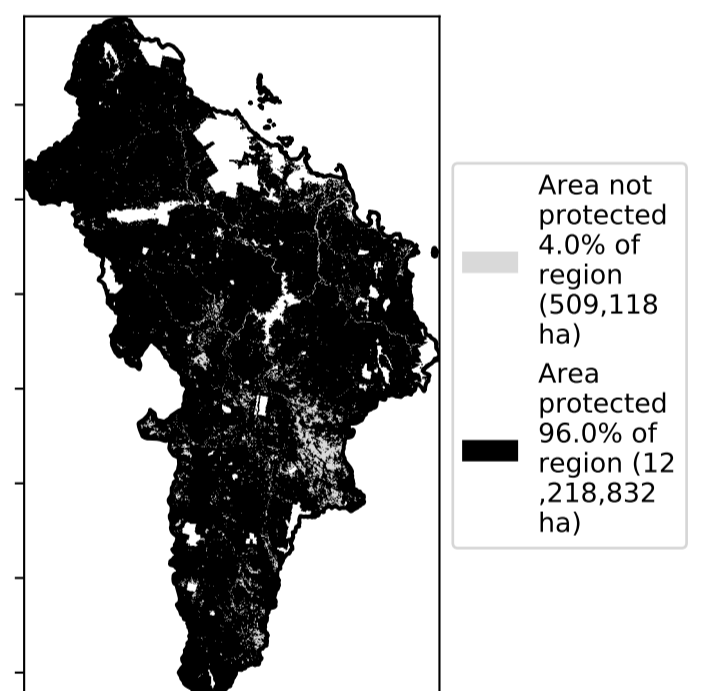 Area not
protected
4.0% of
region
(509,118
ha)
Area
protected
96.0% of
region (12
,218,832
ha)